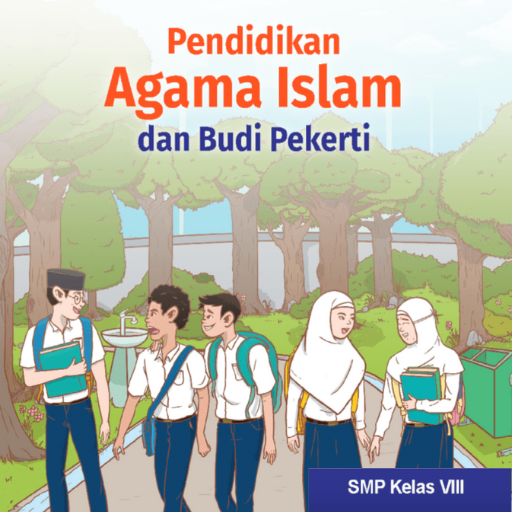 Pendidikan
Agama Islam
dan Budi Pekerti
SMP Kelas VIII